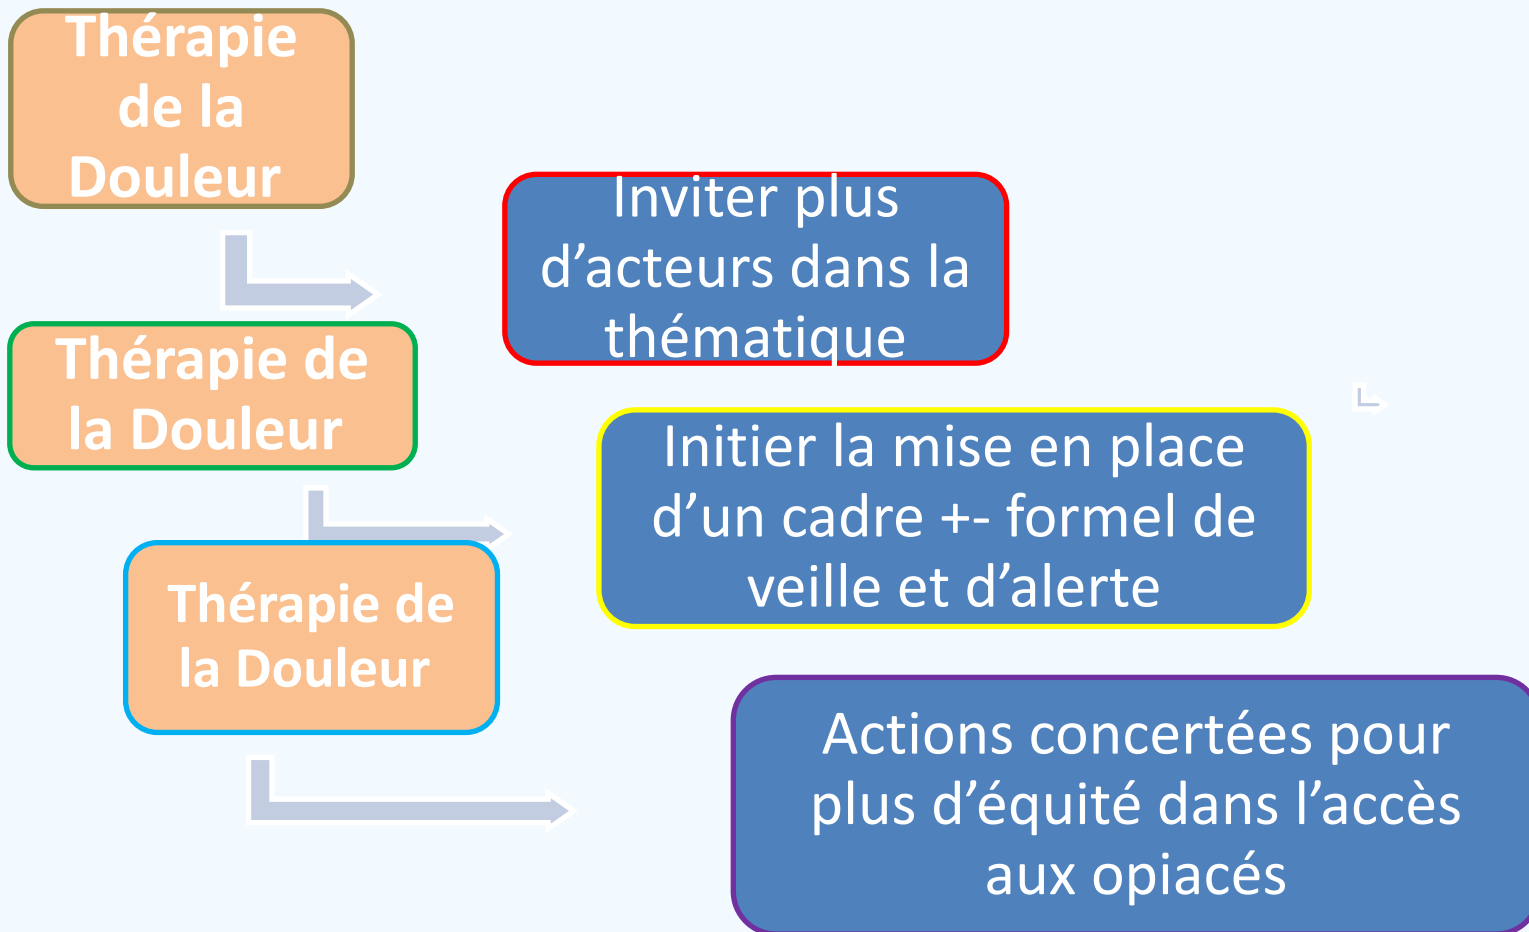 Thérapie
de la
Douleur
Inviter plus
d’acteurs dans la
thématique
Thérapie de
la Douleur
Initier la mise en place
d’un cadre +- formel de
veille et d’alerte
Thérapie de
la Douleur
Actions concertées pour
plus d’équité dans l’accès
aux opiacés